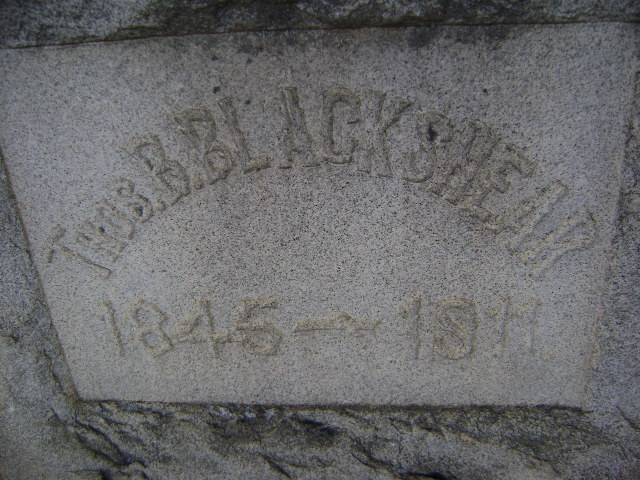 THOS. B. BLACKSHEAR
1845 – 1911.